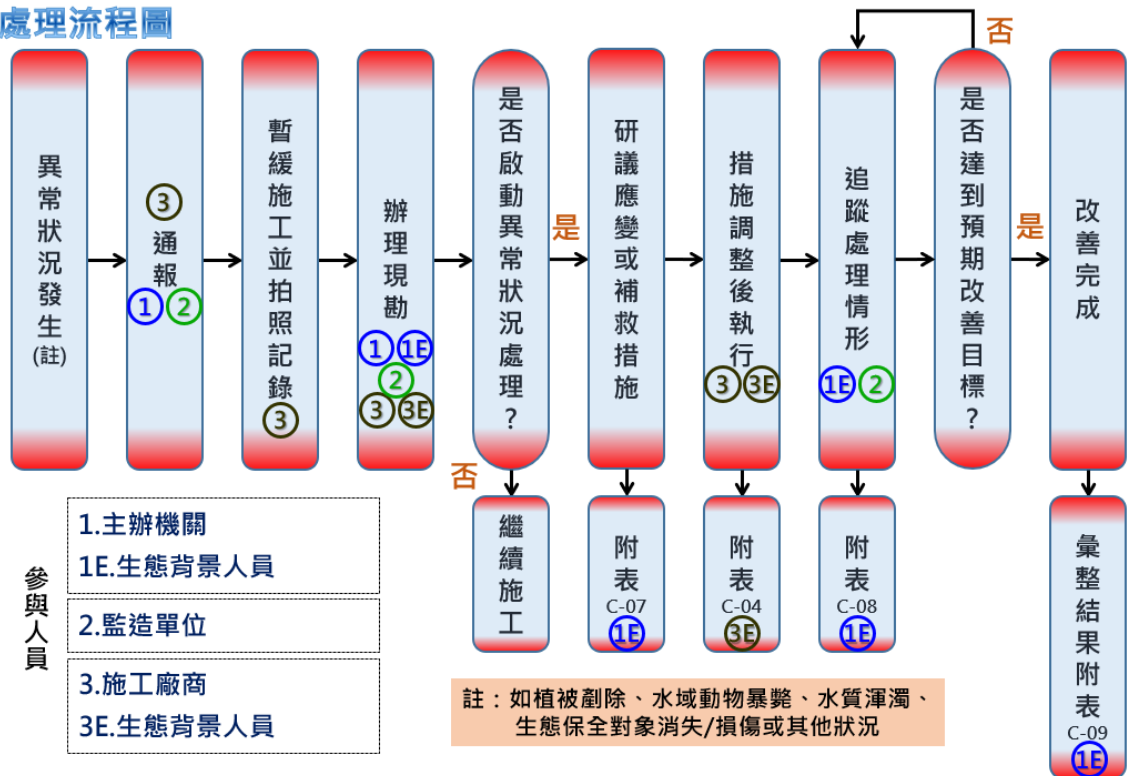 處理流程圖
異常狀況發生
(註)
③
通報
① ②
暫緩施工並拍照記錄
③
辦理現勘
① 1E
②
③ 3E
是否啟動異常狀況處理?
是
否
繼續施工
研議應變或補救措施
附表
C-07
1E
措施調整後執行
③ 3E
附表
C-04
3E
追蹤處理情形
1E ②
附表
C-08
1E
是否達到預期改善目標?
否
是
改善完成
彙整結果附表
C-09
1E
參與人員
1.主辦機關
1E.生態背景人員
2.監造單位
3.施工廠商
3E.生態背景人員
註：如植被剷除、水域動物暴斃、水質渾濁、
生態保全對象消失/損傷或其他狀況